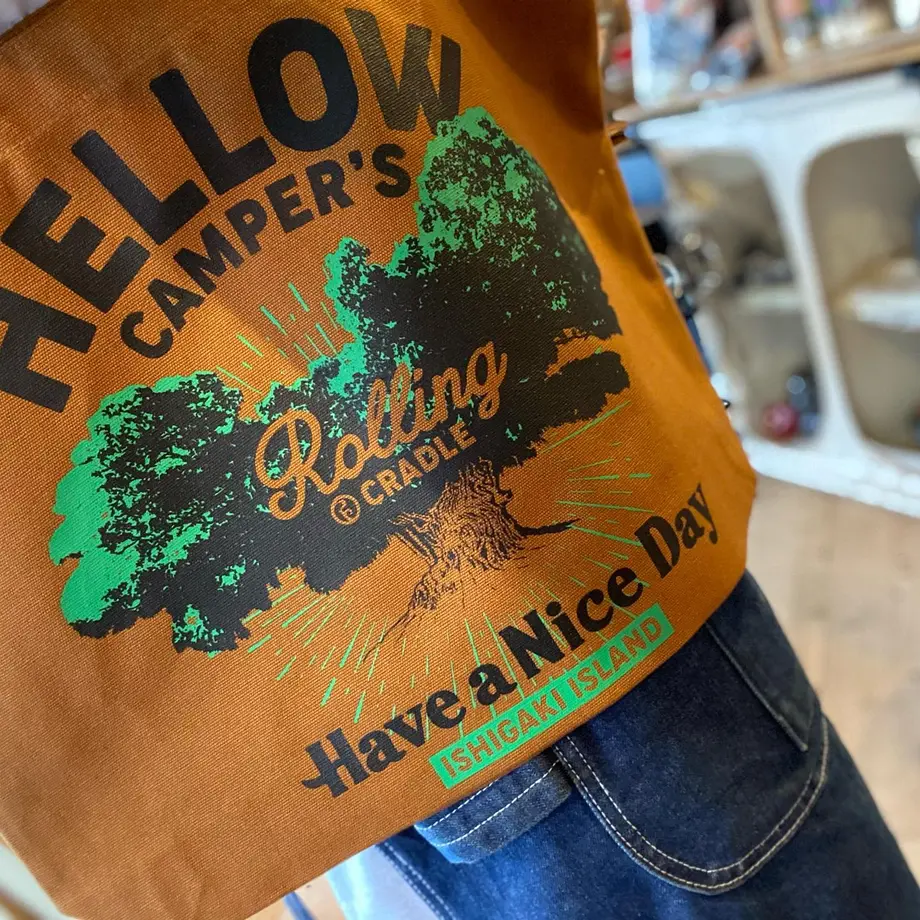 HELLOW
CAMPER'S
Rolling
CRADLE
Have a Nice Day
ISHIGAKI ISLAND